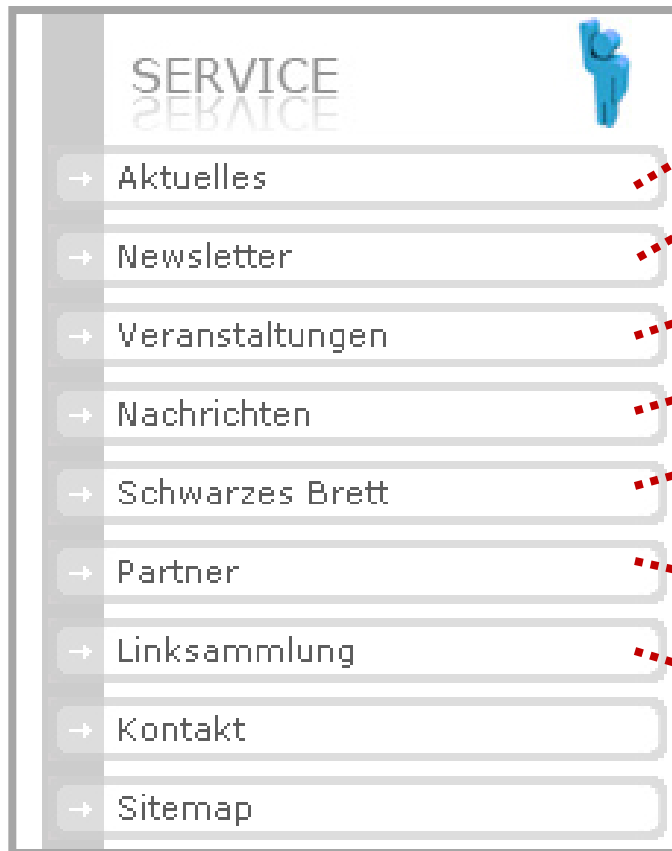 SERVICE
Aktuelles
Newsletter
Veranstaltungen
Nachrichten
Schwarzes Brett
Partner
Linksammlung
Kontakt
Sitemap